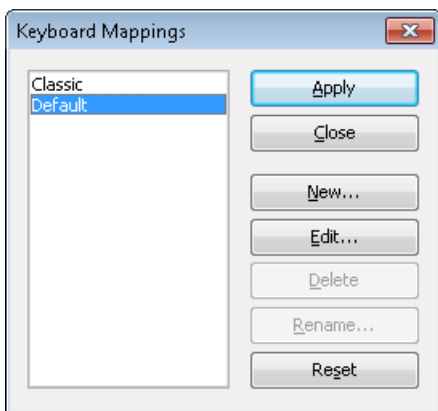 Keyboard Mappings
Classic
Default
Apply
Close
New...
Edit...
Delete
Rename...
Reset